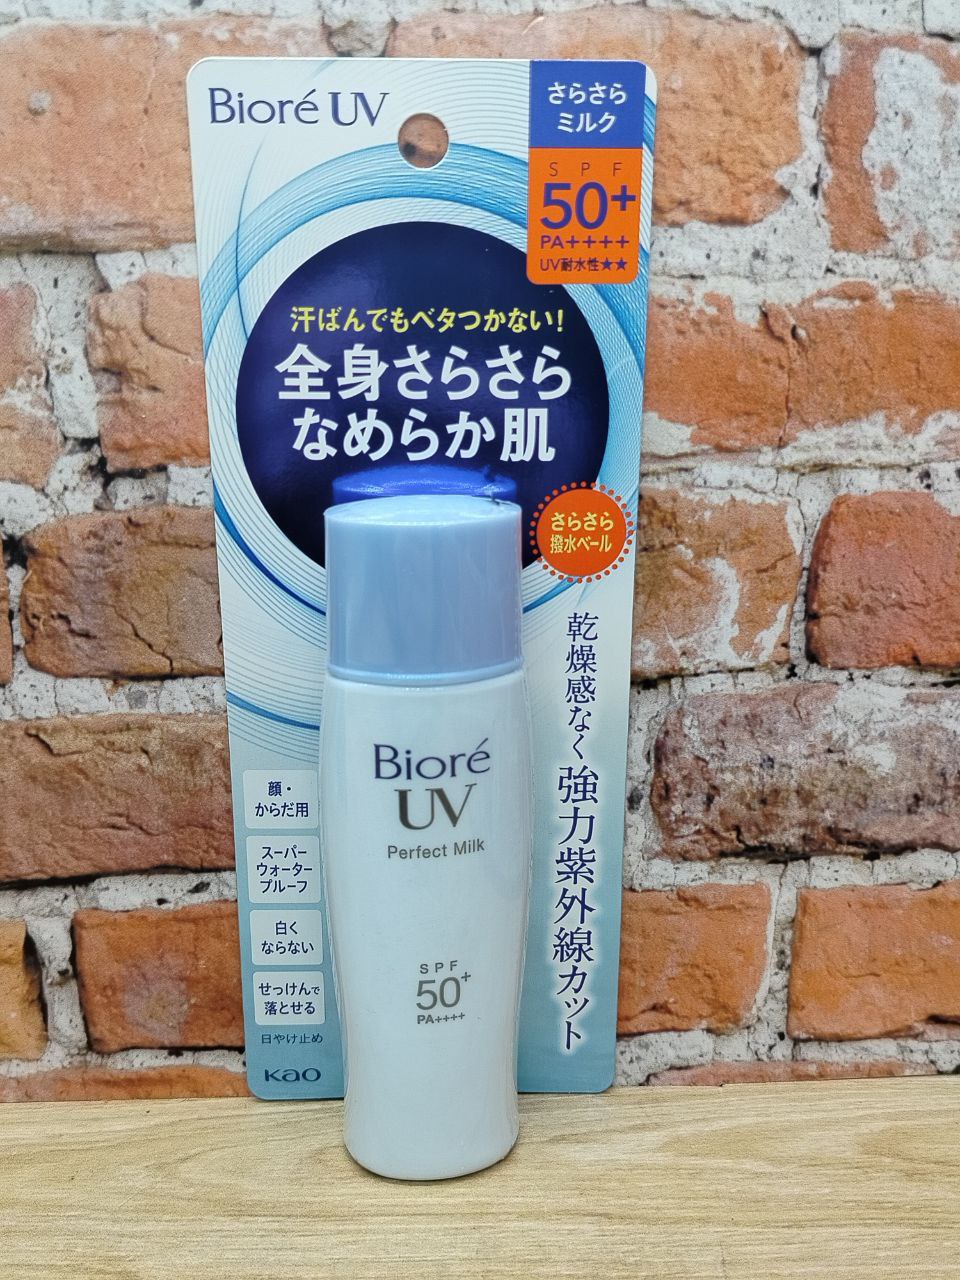 Bioré UV
さらさら
ミルク
SPF
50+
PA++++
UV耐水性★★
汗ばんでもベタつかない!
全身さらさら
なめらか肌
さらさら
撥水ベール
乾燥感なく強力紫外線カット
Bioré
UV
Perfect Milk
SPF
50+
PA++++
顔・
からだ用
スーパー
ウォーター
プルーフ
白く
ならない
せっけんで
落とせる
日やけ止め
Kao